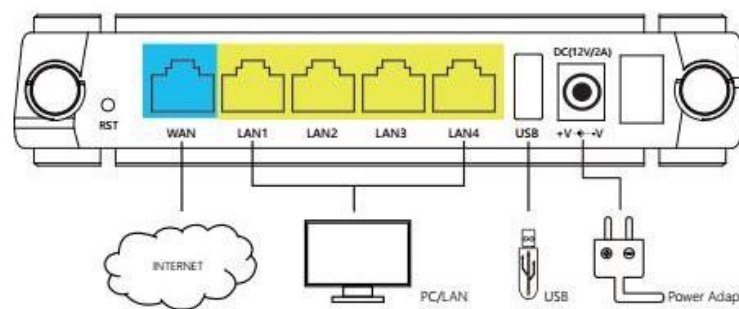 DC(12V/2A)
RST
WAN LAN1 LAN2 LAN3 LAN4 USB +V -V
INTERNET
PC/LAN
USB
Power Adap